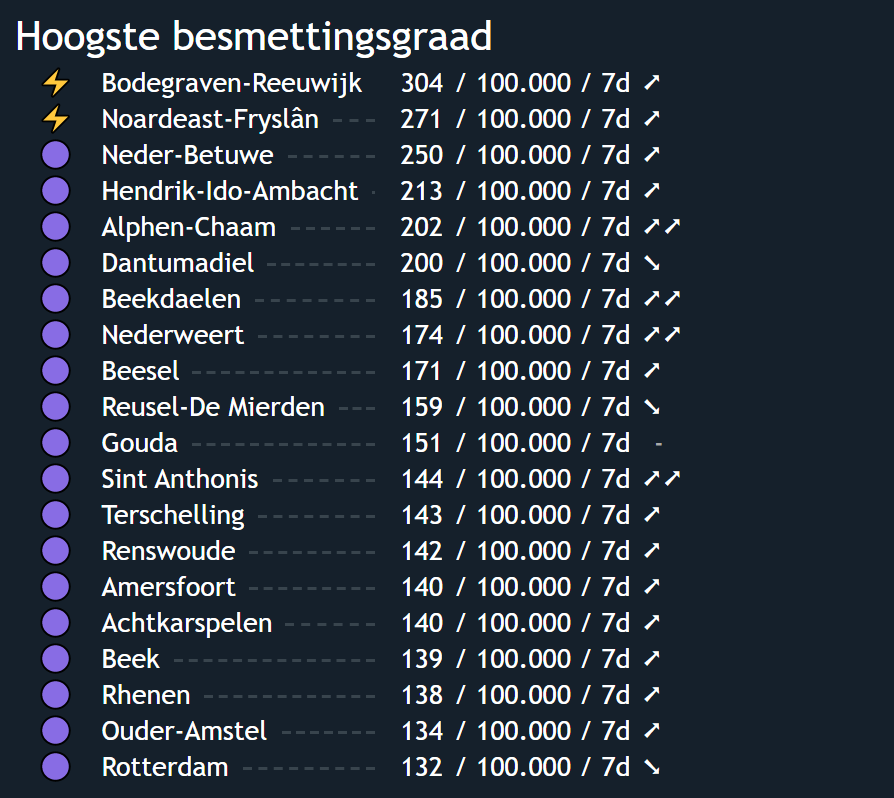 Hoogste besmettingsgraad
⚡ Bodegraven-Reeuwijk 304 / 100.000 / 7d ➚
⚡ Noardeast-Fryslân --- 271 / 100.000 / 7d ➚
🟣 Neder-Betuwe ------ 250 / 100.000 / 7d ➚
🟣 Hendrik-Ido-Ambacht - 213 / 100.000 / 7d ➚
🟣 Alphen-Chaam ------ 202 / 100.000 / 7d ➚➚
🟣 Dantumadiel ------- 200 / 100.000 / 7d ➘
🟣 Beekdaelen -------- 185 / 100.000 / 7d ➚➚
🟣 Nederweert -------- 174 / 100.000 / 7d ➚➚
🟣 Beesel ------------ 171 / 100.000 / 7d ➚
🟣 Reusel-De Mierden --- 159 / 100.000 / 7d ➘
🟣 Gouda ------------ 151 / 100.000 / 7d -
🟣 Sint Anthonis ------- 144 / 100.000 / 7d ➚➚
🟣 Terschelling -------- 143 / 100.000 / 7d ➚
🟣 Renswoude -------- 142 / 100.000 / 7d ➚
🟣 Amersfoort -------- 140 / 100.000 / 7d ➚
🟣 Achtkarspelen ------ 140 / 100.000 / 7d ➚
🟣 Beek ------------- 139 / 100.000 / 7d ➚
🟣 Rhenen ----------- 138 / 100.000 / 7d ➚
🟣 Ouder-Amstel ------ 134 / 100.000 / 7d ➚
🟣 Rotterdam --------- 132 / 100.000 / 7d ➘